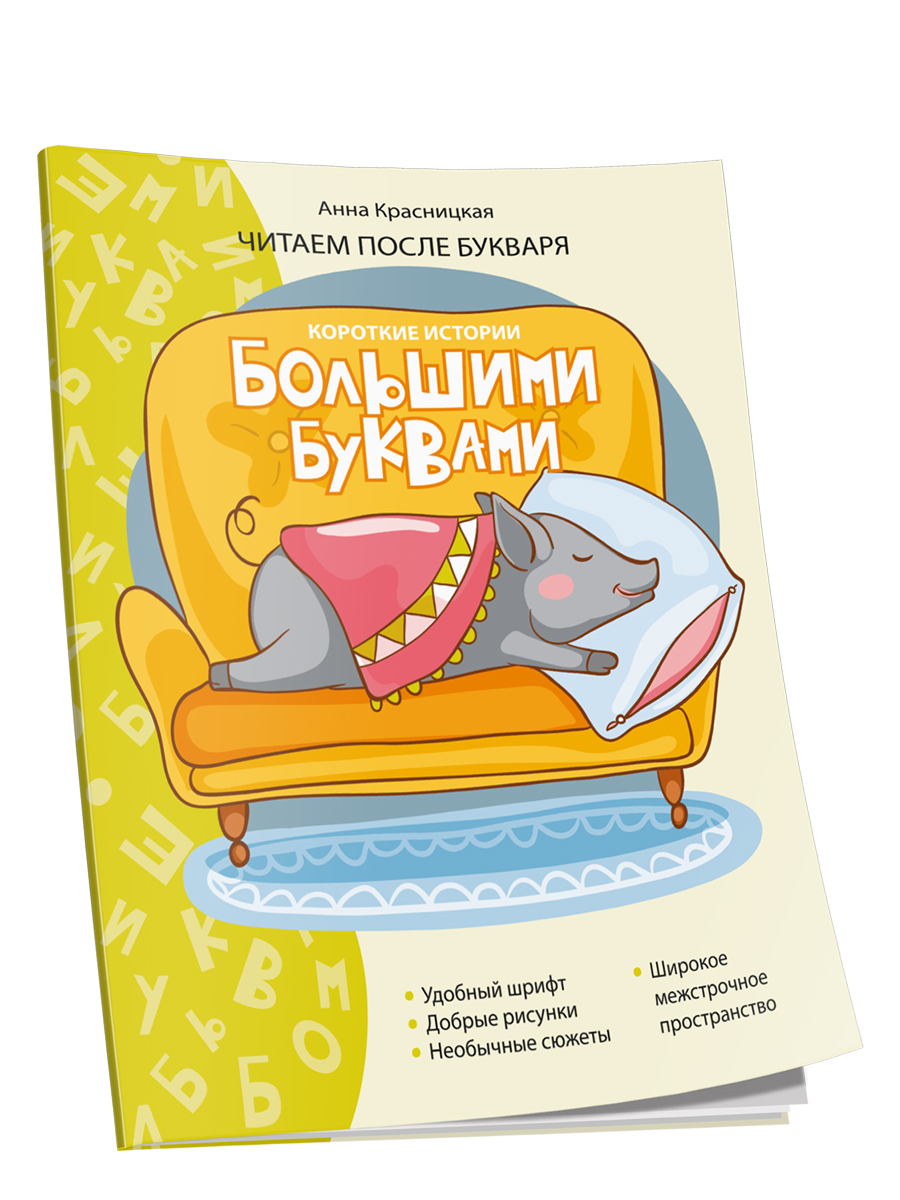 Анна Красницкая
ЧИТАЕМ ПОСЛЕ БУКВАРЯ
КОРОТКИЕ ИСТОРИИ
БОЛЬШИМИ
БУКВАМИ
• Удобный шрифт
• Добрые рисунки
• Необычные сюжеты
• Широкое
межстрочное
пространство